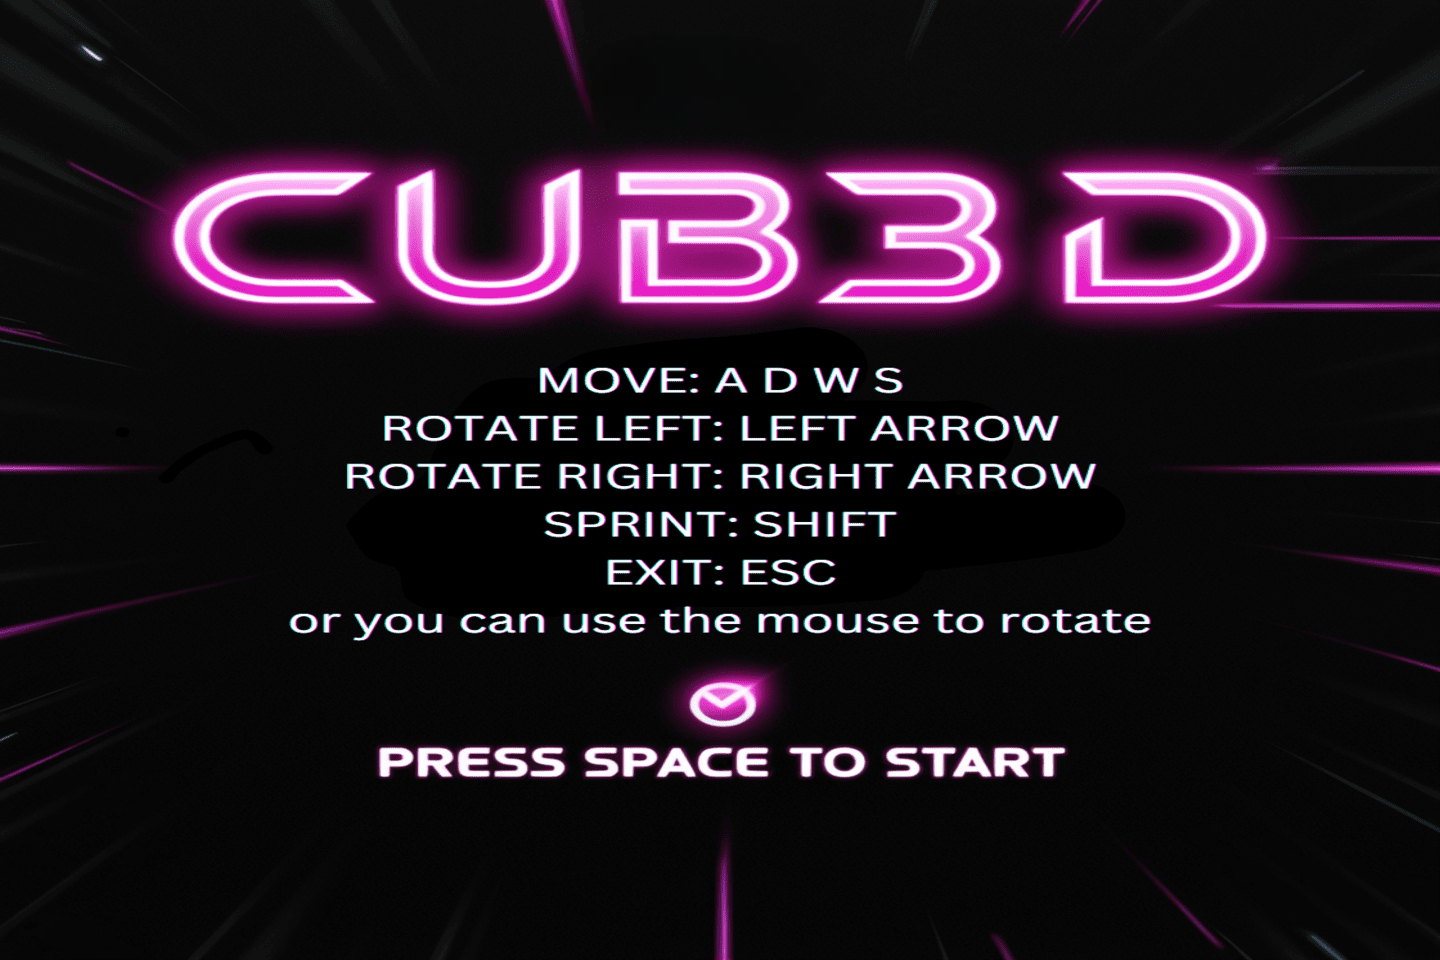 CUB3D
MOVE: A D W S
ROTATE LEFT: LEFT ARROW
ROTATE RIGHT: RIGHT ARROW
SPRINT: SHIFT
EXIT: ESC
or you can use the mouse to rotate
PRESS SPACE TO START